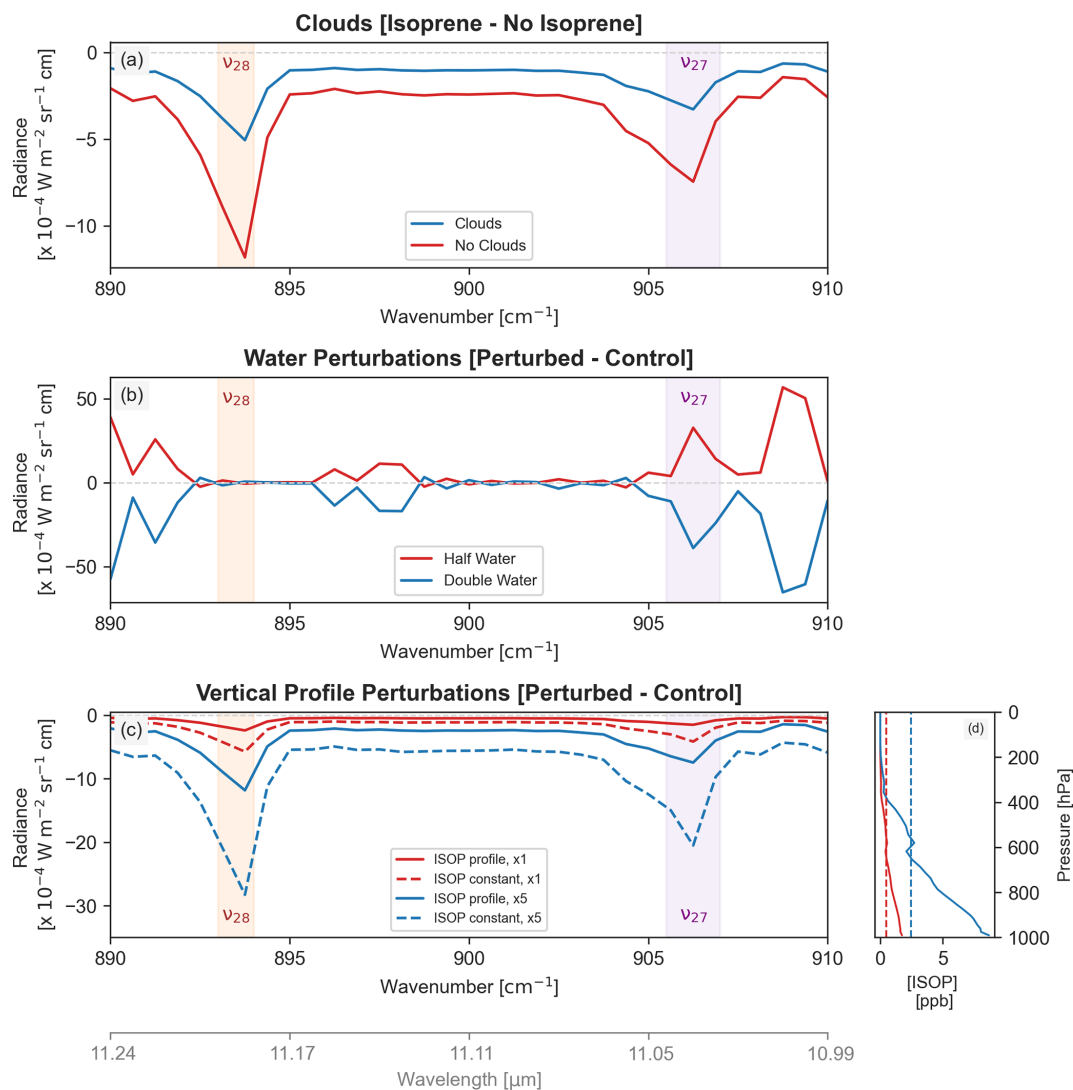 Clouds [Isoprene - No Isoprene]
(a)
ν28
ν27
0
−5
−10
Radiance
[x 10⁻⁴ W m⁻² sr⁻¹ cm]
Clouds
No Clouds
890 895 900 905 910
Wavenumber [cm⁻¹]
Water Perturbations [Perturbed - Control]
(b)
ν28
ν27
50
0
−50
Radiance
[x 10⁻⁴ W m⁻² sr⁻¹ cm]
Half Water
Double Water
890 895 900 905 910
Wavenumber [cm⁻¹]
Vertical Profile Perturbations [Perturbed - Control]
(c)
0
−10
−20
−30
Radiance
[x 10⁻⁴ W m⁻² sr⁻¹ cm]
ISOP profile, x1
ISOP constant, x1
ISOP profile, x5
ISOP constant, x5
ν28
ν27
890 895 900 905 910
Wavenumber [cm⁻¹]
(d)
0
200
400
600
800
1000
Pressure [hPa]
0 5
[ISOP]
[ppb]
11.24 11.17 11.11 11.05 10.99
Wavelength [μm]